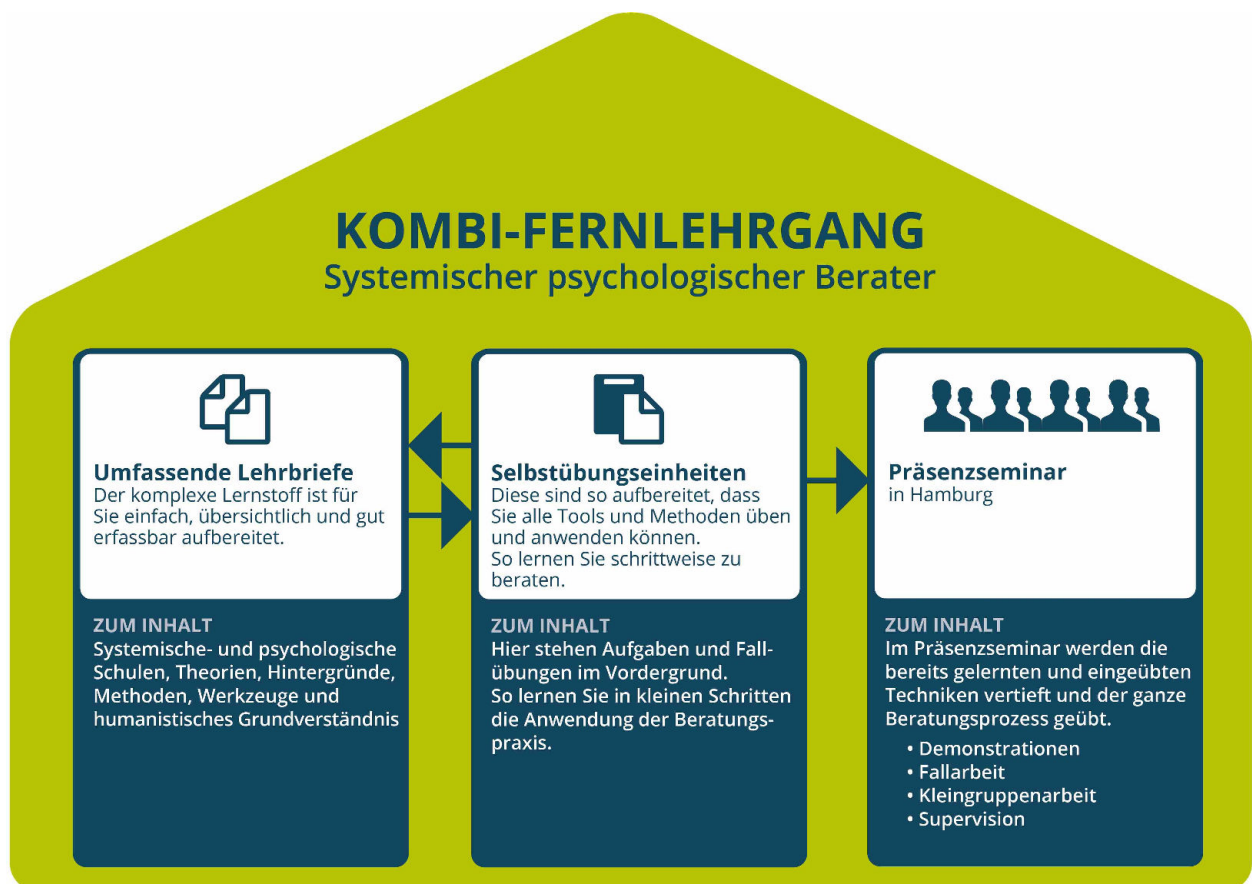 KOMBI-FERNLEHRGANG
Systemischer psychologischer Berater
Umfassende Lehrbriefe
Der komplexe Lernstoff ist für
Sie einfach, übersichtlich und gut
erfassbar aufbereitet.
ZUM INHALT
Systemische- und psychologische
Schulen, Theorien, Hintergründe,
Methoden, Werkzeuge und
humanistisches Grundverständnis
Selbstübungseinheiten
Diese sind so aufbereitet, dass
Sie alle Tools und Methoden üben
und anwenden können.
So lernen Sie schrittweise zu
beraten.
ZUM INHALT
Hier stehen Aufgaben und Fall-
übungen im Vordergrund.
So lernen Sie in kleinen Schritten
die Anwendung der Beratungs-
praxis.
Präsenzseminar
in Hamburg
ZUM INHALT
Im Präsenzseminar werden die
bereits gelernten und eingeübten
Techniken vertieft und der ganze
Beratungsprozess geübt.
• Demonstrationen
• Fallarbeit
• Kleingruppenarbeit
• Supervision